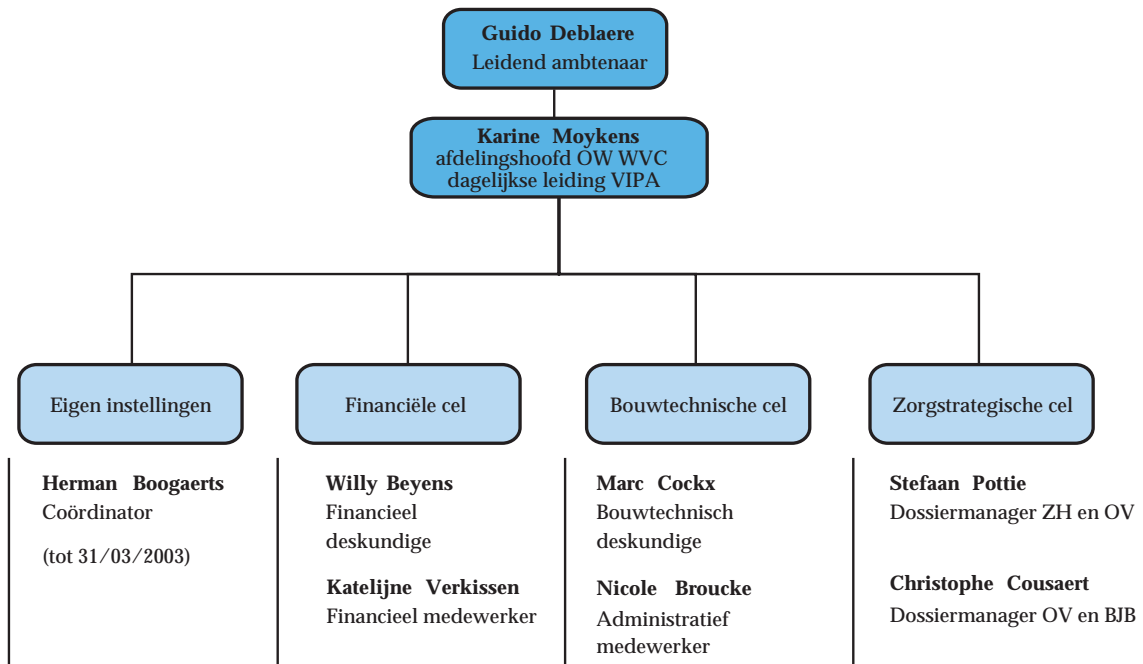 Guido Deblaere
Leidend ambtenaar
Karine Moykens
afdelingshoofd OW WVC
dagelijkse leiding VIPA
Eigen instellingen
Herman Boogaerts
Coördinator
(tot 31/03/2003)
Financiële cel
Willy Beyens
Financieel
deskundige
Katelijne Verkissen
Financieel medewerker
Bouwtechnische cel
Marc Cockx
Bouwtechnisch
deskundige
Nicole Broucke
Administratief
medewerker
Zorgstrategische cel
Stefaan Pottie
Dossiermanager ZH en OV
Christophe Cousaert
Dossiermanager OV en BJB